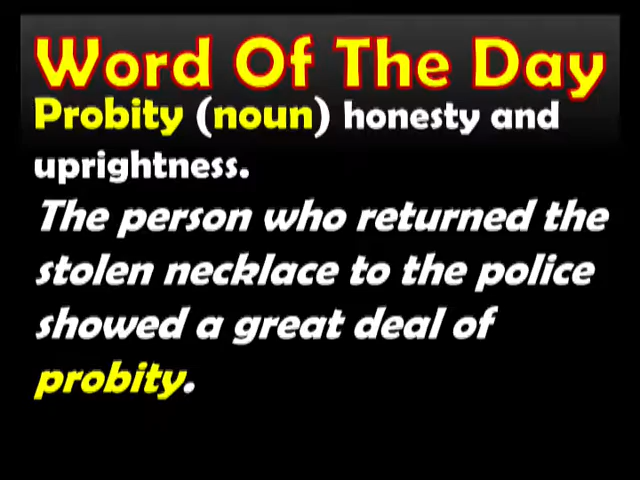 Word Of The Day
Probity (noun) honesty and
uprightness.
The person who returned the
stolen necklace to the police
showed a great deal of
probity.